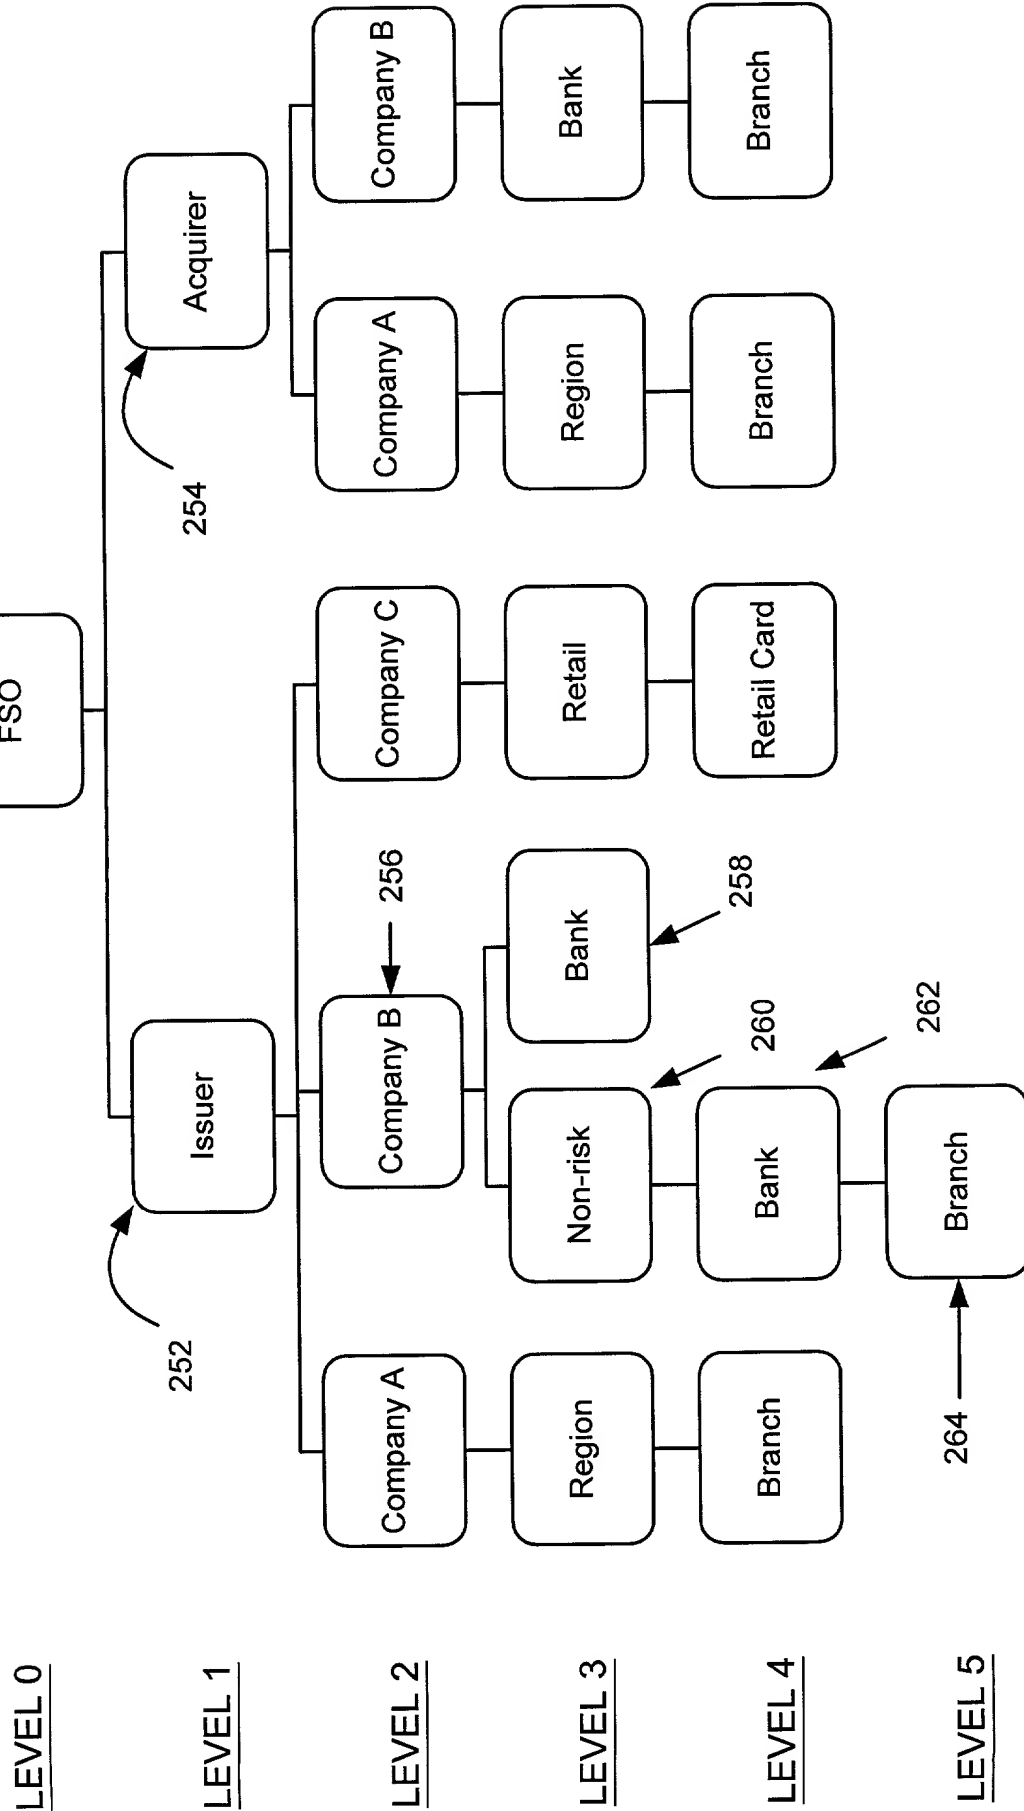 LEVEL 0
FSO
LEVEL 1
252
Issuer
254
Acquirer
LEVEL 2
Company A
Company B
256
Company C
Company A
Company B
LEVEL 3
Region
Non-risk
260
Bank
258
Retail
Region
Bank
LEVEL 4
Branch
Bank
262
Retail Card
Branch
Branch
LEVEL 5
264
Branch